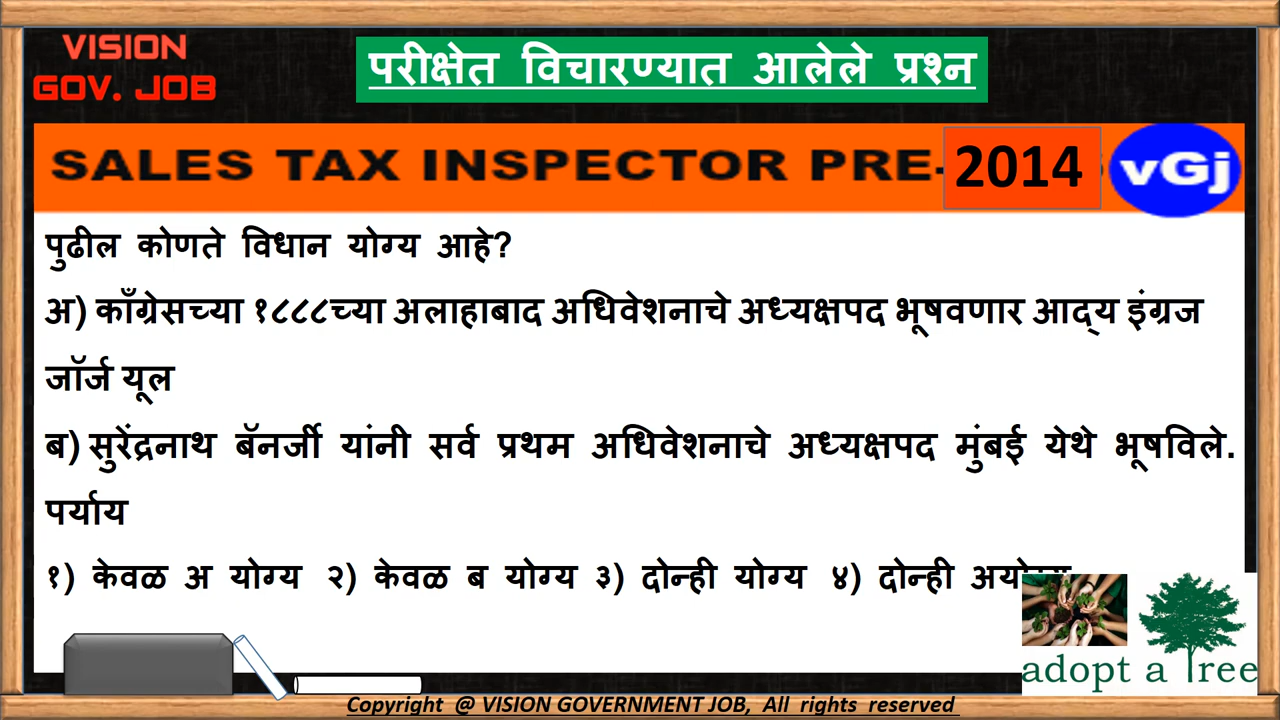 VISION
GOV. JOB
परीक्षेत विचारण्यात आलेले प्रश्न
SALES TAX INSPECTOR PRE- 2014
vGj
पुढील कोणते विधान योग्य आहे?
अ) काँग्रेसच्या १८८८च्या अलाहाबाद अधिवेशनाचे अध्यक्षपद भूषवणार आद्‌य इंग्रज
जॉर्ज यूल
ब) सुरेंद्रनाथ बॅनर्जी यांनी सर्व प्रथम अधिवेशनाचे अध्यक्षपद मुंबई येथे भूषविले.
पर्याय
१) केवळ अ योग्य २) केवळ ब योग्य ३) दोन्ही योग्य ४) दोन्ही अयोग्य
adopt a Tree
Copyright @ VISION GOVERNMENT JOB, All rights reserved